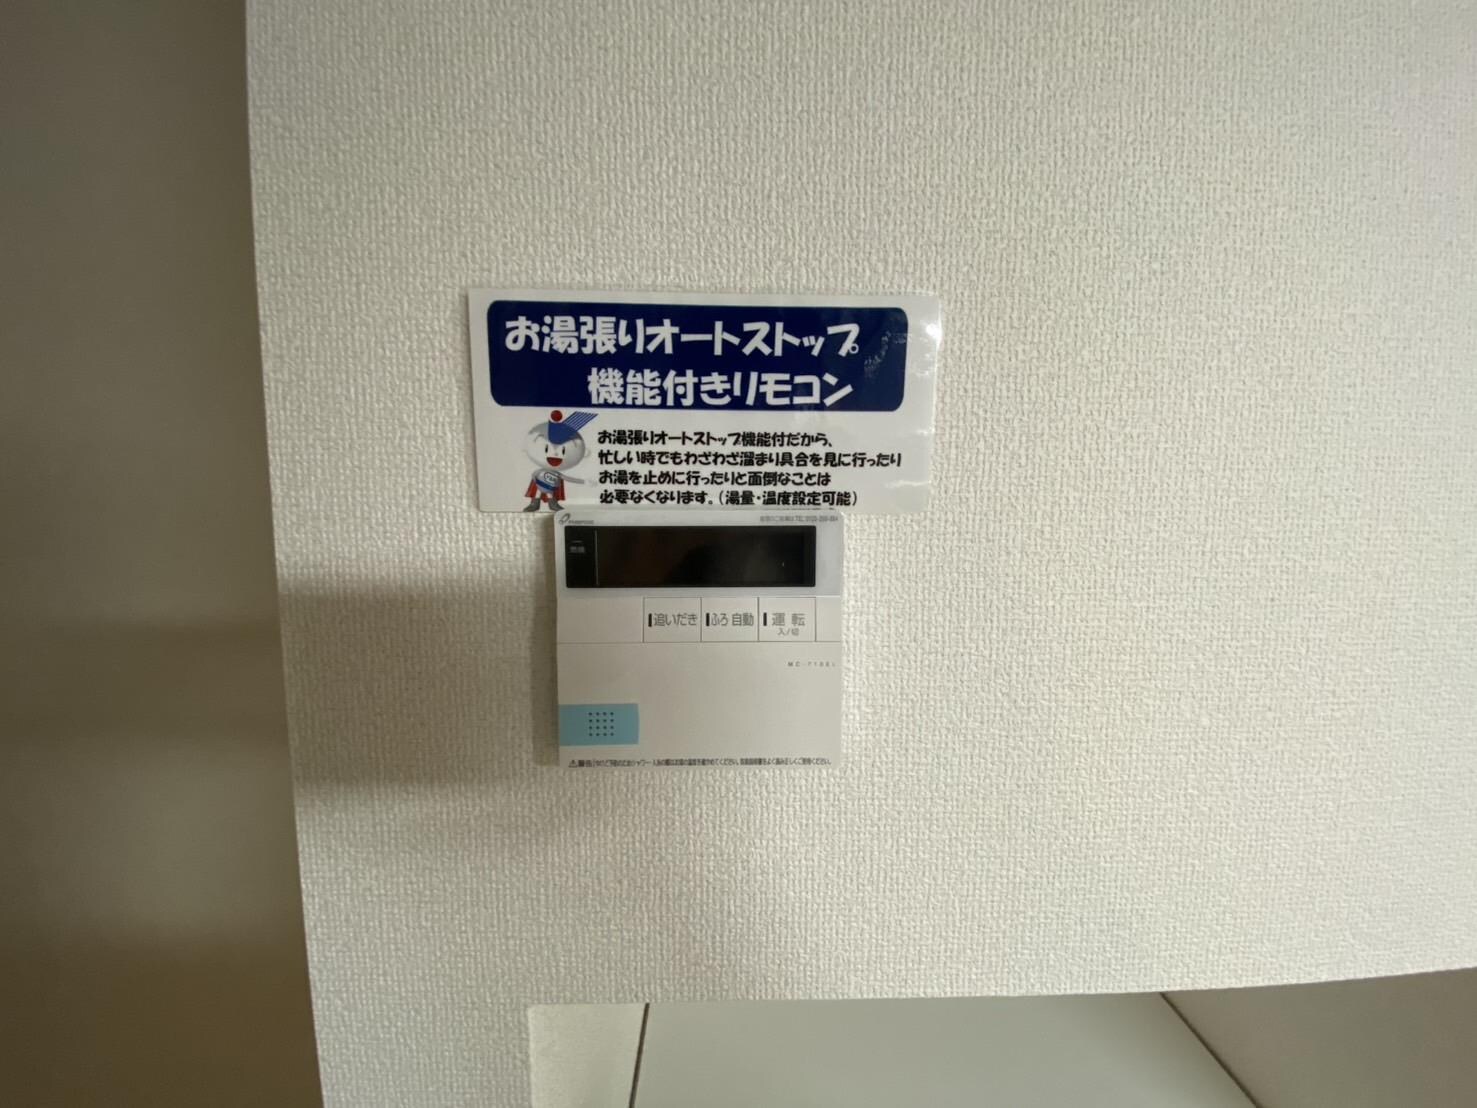 お湯張りオートストップ
機能付きリモコン
お湯張りオートストップ機能付だから、
忙しい時でもわざわざ溜まり具合を見に行ったり
お湯を止めに行ったりと面倒なことは
必要なくなります。(湯量・温度設定可能)
燃焼
追いだき ふろ 自動 運転
入/切